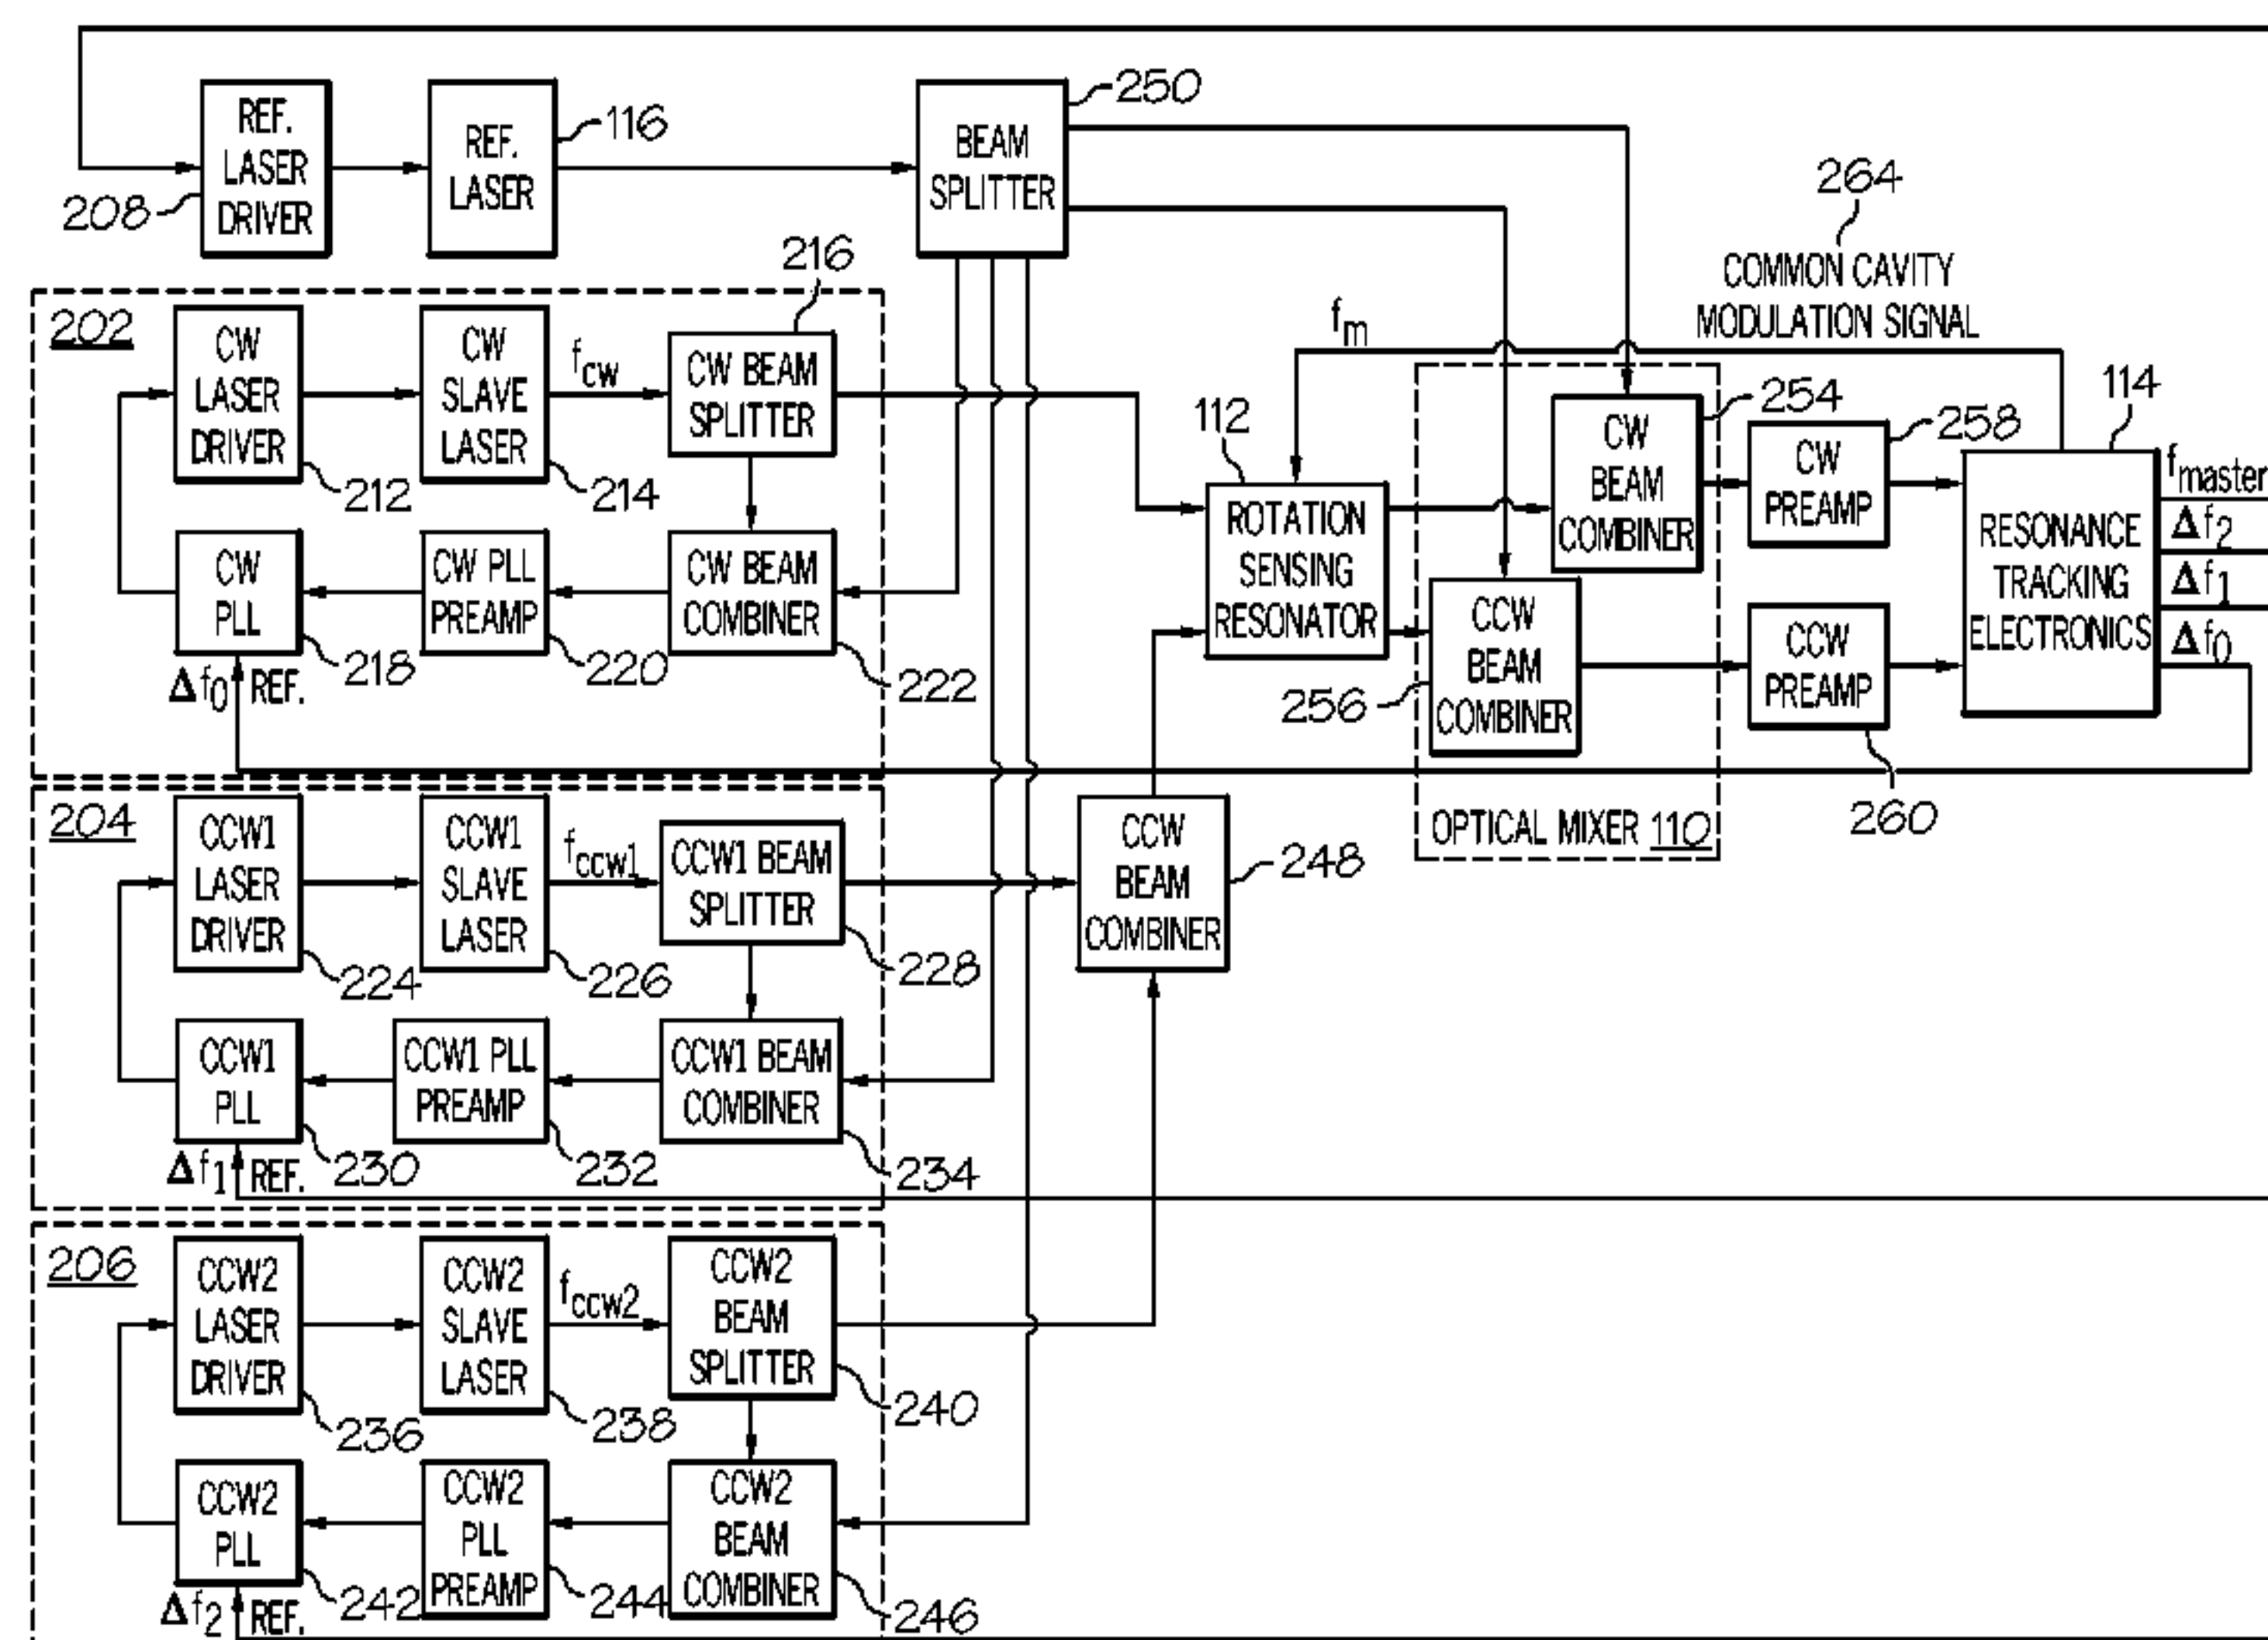 REF.
LASER
DRIVER
208
REF.
LASER
116
BEAM
SPLITTER
250
264
COMMON CAVITY
MODULATION SIGNAL
202
CW
LASER
DRIVER
212
CW
SLAVE
LASER
214
fcw
216
CW BEAM
SPLITTER
CW
PLL
218
Δf0
REF.
CW PLL
PREAMP
220
CW BEAM
COMBINER
222
fm
112
ROTATION
SENSING
RESONATOR
CW
BEAM
COMBINER
254
CCW
BEAM
COMBINER
256
OPTICAL MIXER 110
CW
PREAMP
258
CCW
PREAMP
260
114
RESONANCE
TRACKING
ELECTRONICS
fmaster
Δf2
Δf1
Δf0
204
CCW1
LASER
DRIVER
224
CCW1
SLAVE
LASER
226
fccw1
CCW1 BEAM
SPLITTER
228
CCW
BEAM
COMBINER
248
CCW1
PLL
230
Δf1
REF.
CCW1 PLL
PREAMP
232
CCW1 BEAM
COMBINER
234
206
CCW2
LASER
DRIVER
236
CCW2
SLAVE
LASER
238
fccw2
CCW2
BEAM
SPLITTER
240
CCW2
PLL
242
Δf2
REF.
CCW2
PLL
PREAMP
244
CCW2
BEAM
COMBINER
246